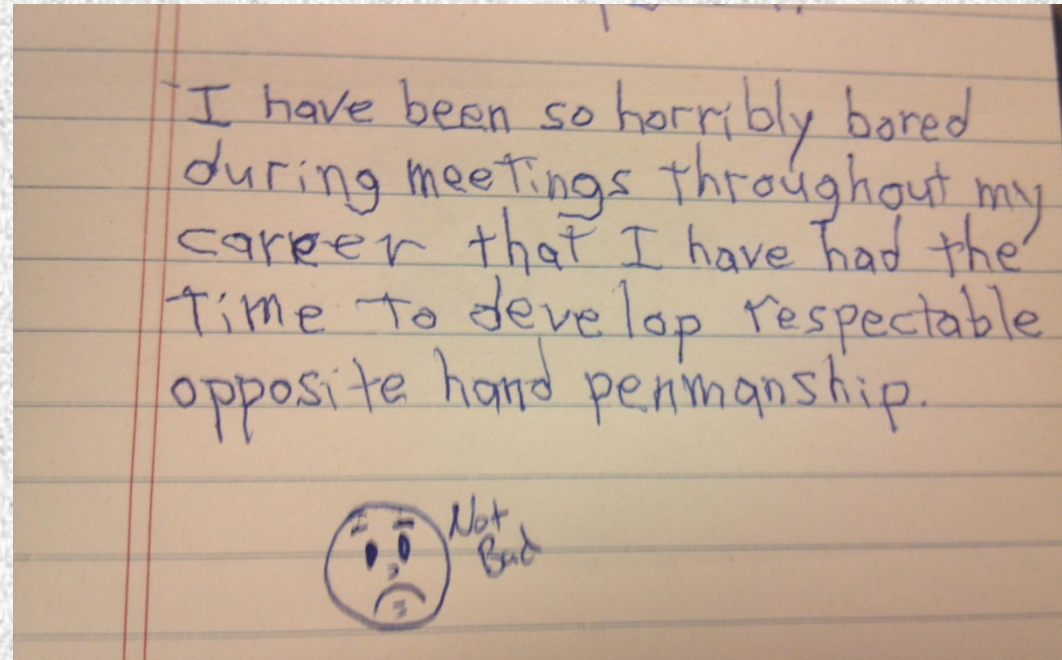 I have been so horribly bored
during meetings throughout my
career that I have had the
time to develop respectable
opposite hand penmanship.
Not
Bad